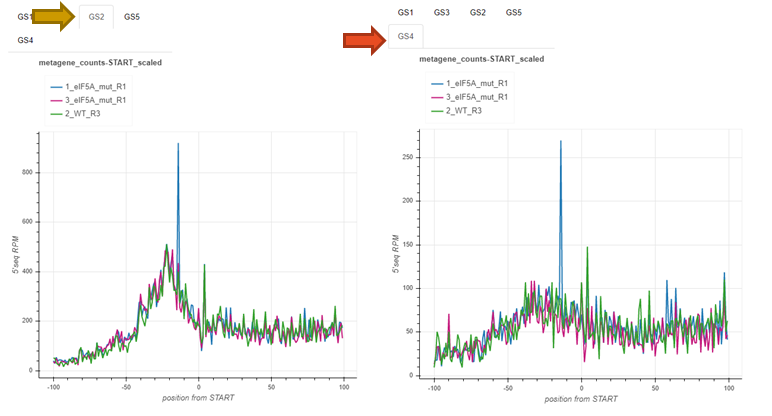 GS1 GS2 GS5
GS4
metagene_counts-START_scaled
1_eIF5A_mut_R1
3_eIF5A_mut_R1
2_WT_R3
800
600
400
200
0
5'seq RPM
-100 -50 0 50 100
position from START
GS1 GS3 GS2 GS5
GS4
metagene_counts-START_scaled
1_eIF5A_mut_R1
3_eIF5A_mut_R1
2_WT_R3
250
200
150
100
50
0
5'seq RPM
-100 -50 0 50 100
position from START